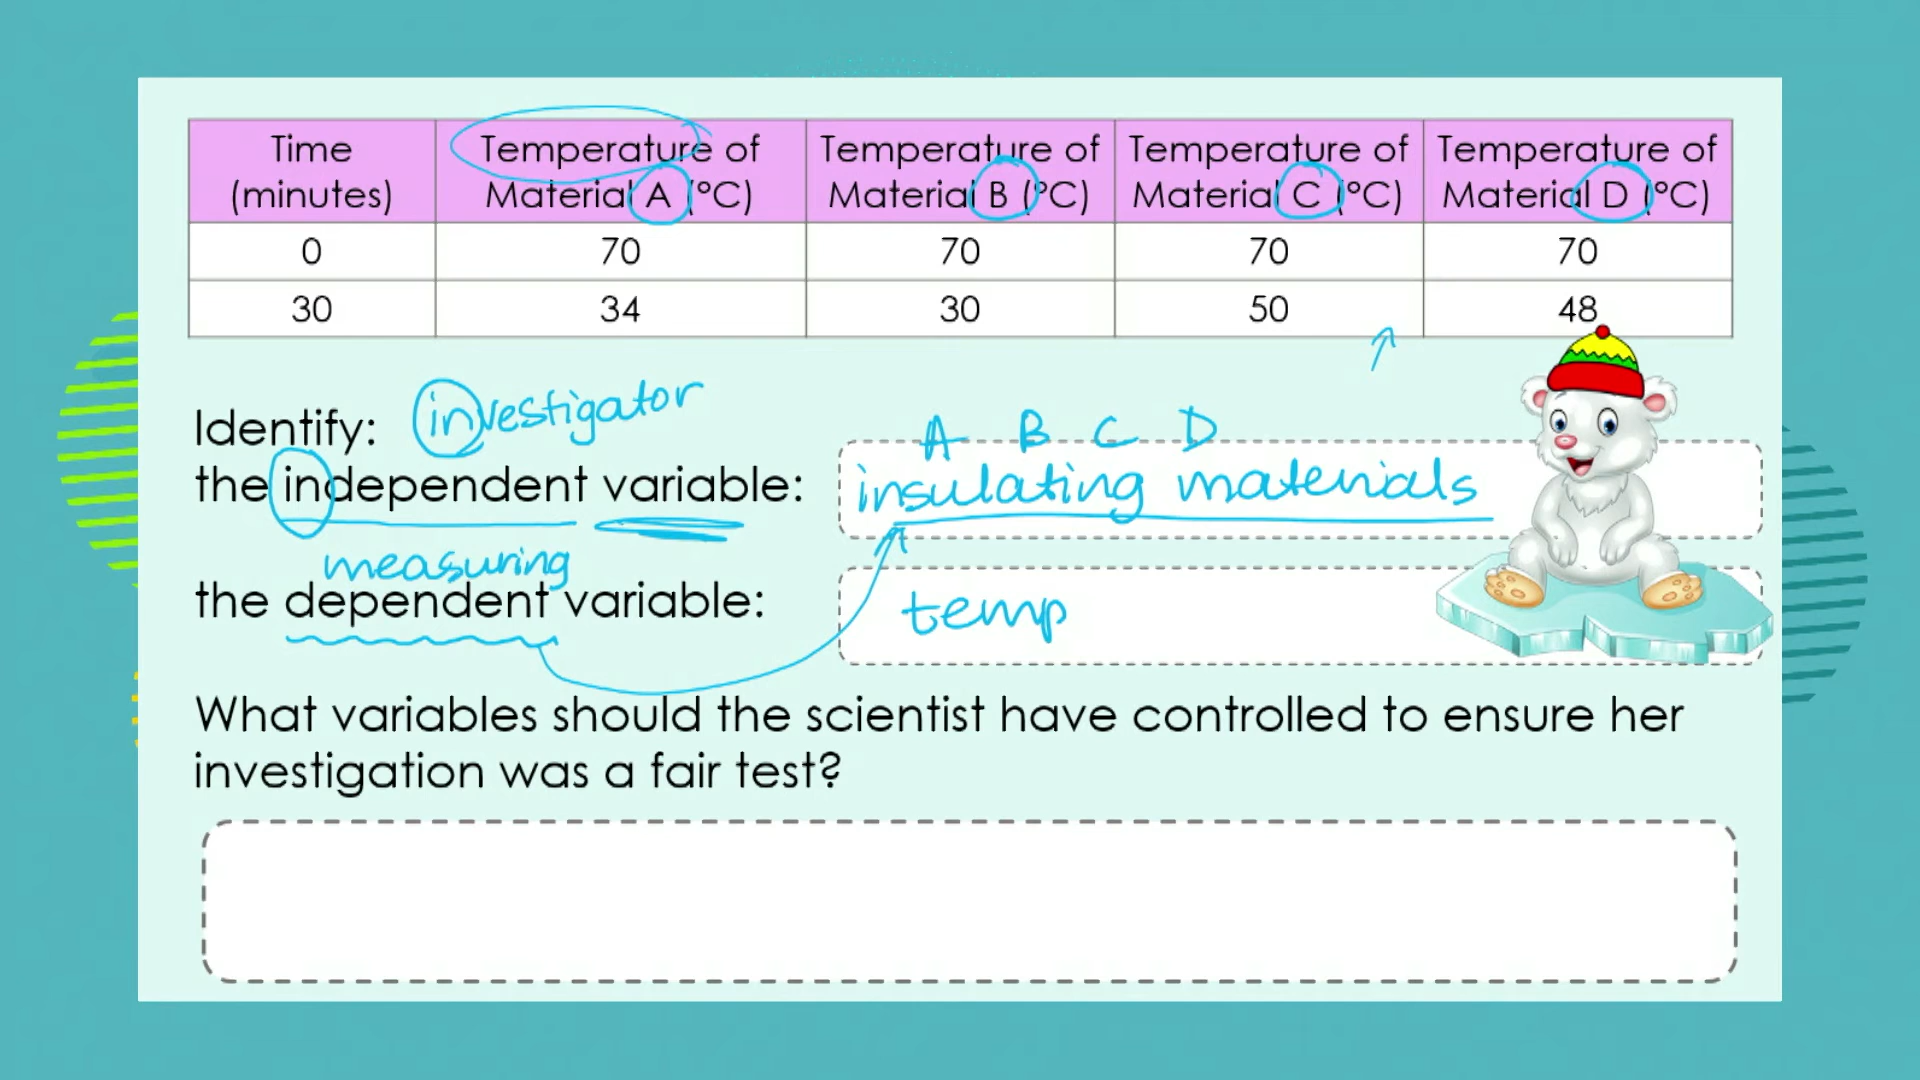 Time (minutes) Temperature of Material A (°C) Temperature of Material B (°C) Temperature of Material C (°C) Temperature of Material D (°C)
0 70 70 70 70
30 34 30 50 48
Identify: investigator
A B C D
the independent variable: insulating materials
measuring
the dependent variable: temp
What variables should the scientist have controlled to ensure her
investigation was a fair test?